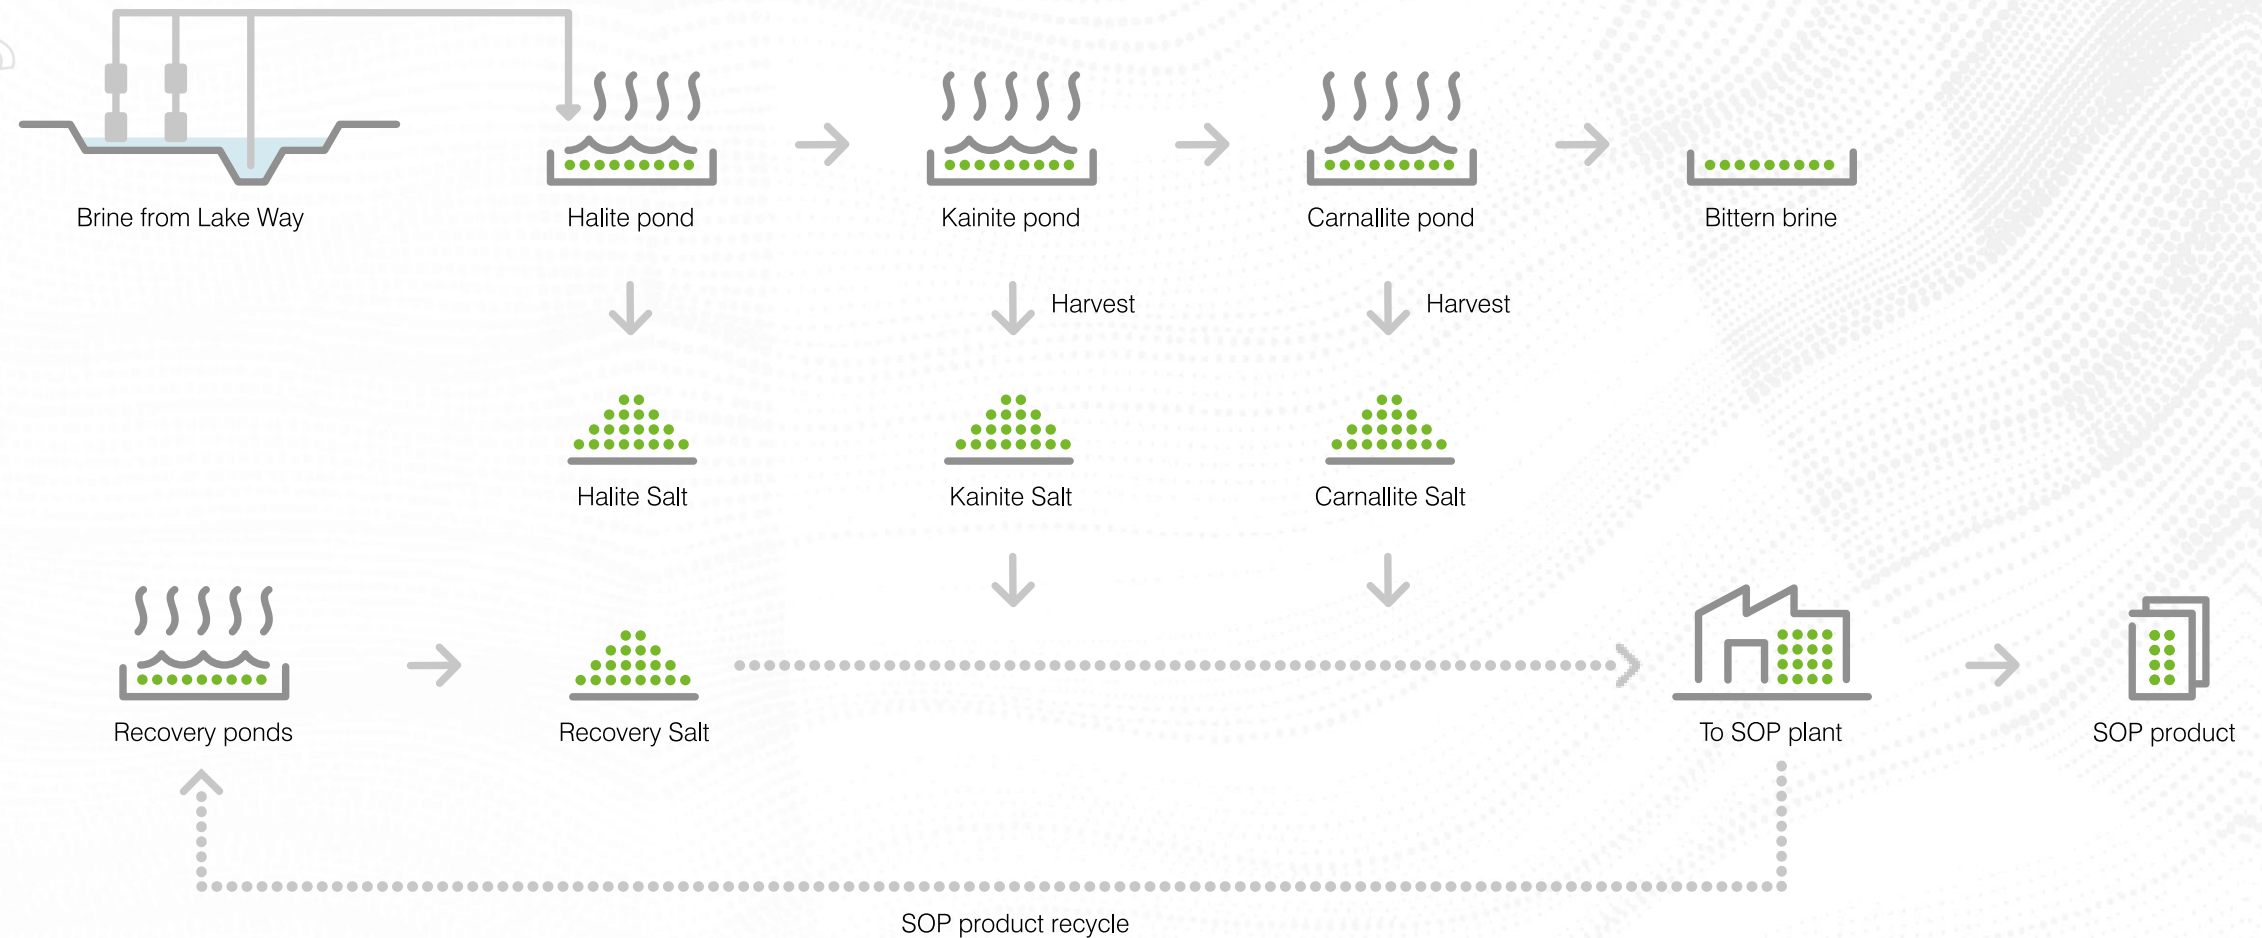 Brine from Lake Way
Halite pond
Kainite pond
Carnallite pond
Bittern brine
Harvest
Harvest
Halite Salt
Kainite Salt
Carnallite Salt
Recovery ponds
Recovery Salt
To SOP plant
SOP product
SOP product recycle